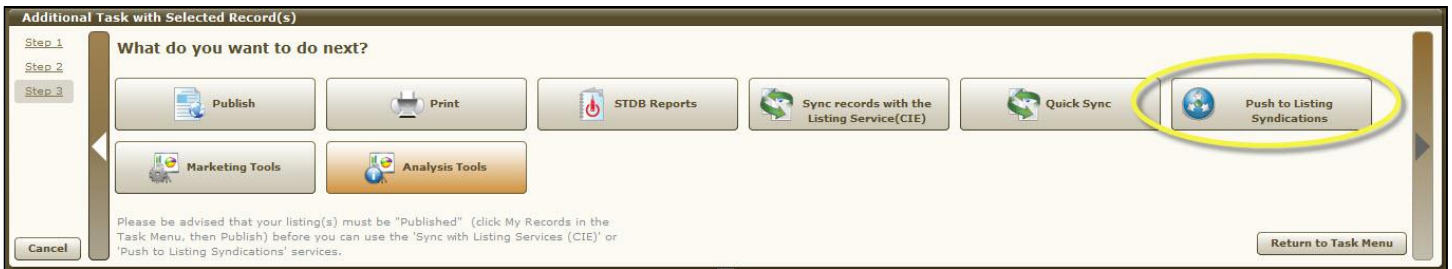 Additional Task with Selected Record(s)
Step 1
Step 2
Step 3
What do you want to do next?
Publish
Print
STDB Reports
Sync records with the
Listing Service(CIE)
Quick Sync
Push to Listing
Syndications
Marketing Tools
Analysis Tools
Please be advised that your listing(s) must be "Published"  (click My Records in the
Task Menu, then Publish) before you can use the 'Sync with Listing Services (CIE)' or
'Push to Listing Syndications' services.
Cancel
Return to Task Menu